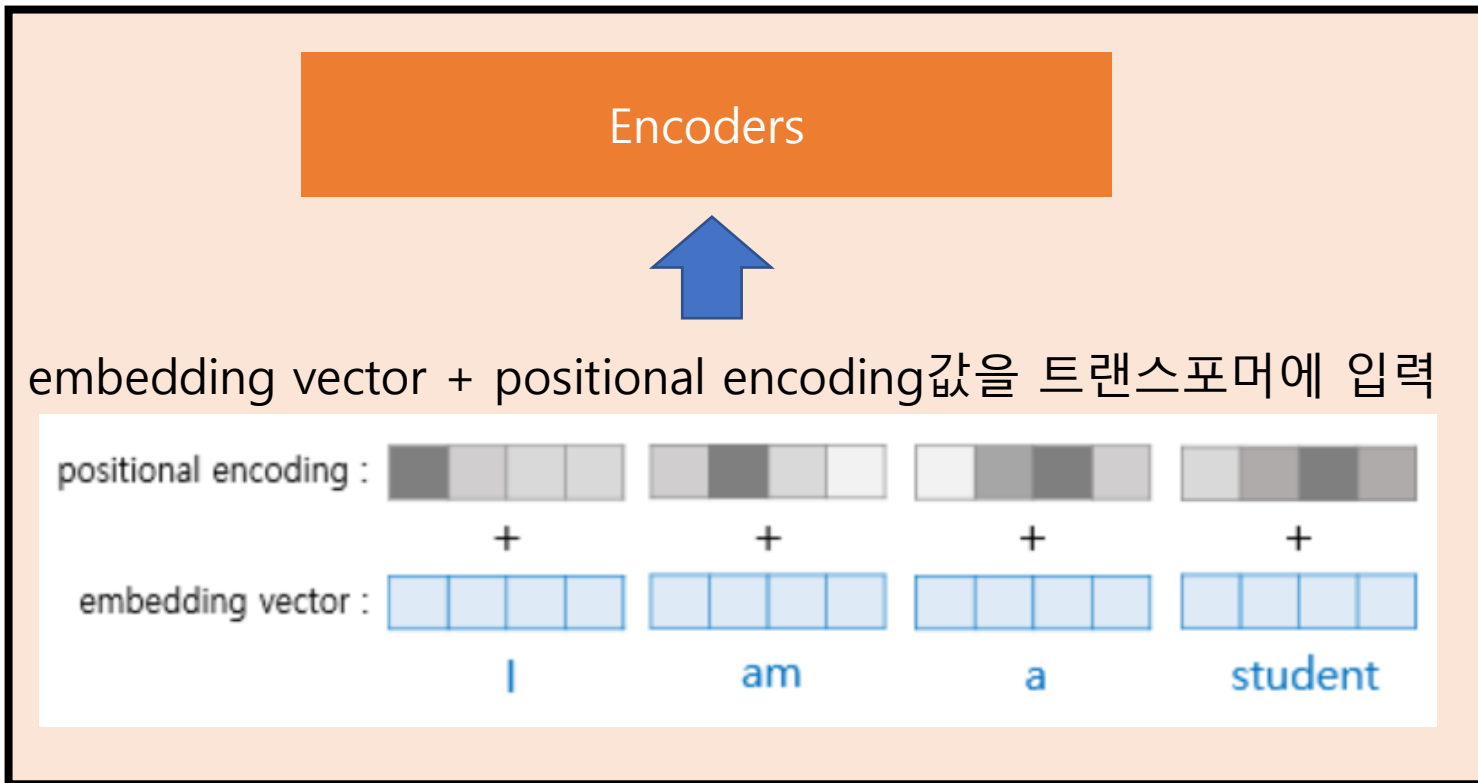 Encoders
embedding vector + positional encoding값을 트랜스포머에 입력
positional encoding :
+ + + +
embedding vector :
I am a student